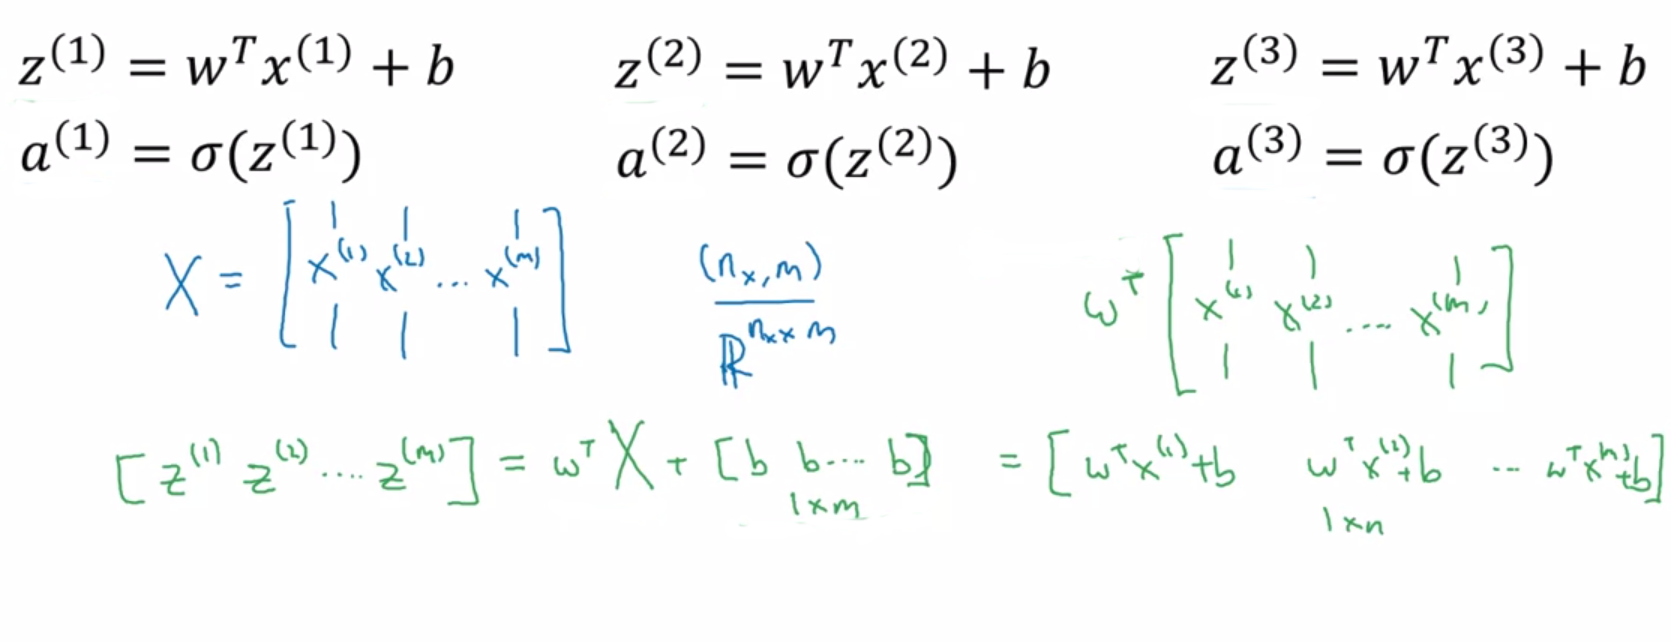 z^(1) = w^T x^(1) + b    z^(2) = w^T x^(2) + b    z^(3) = w^T x^(3) + b
a^(1) = σ(z^(1))    a^(2) = σ(z^(2))    a^(3) = σ(z^(3))
X = [ x^(1) x^(2) ... x^(m) ]    (n_x, m)    w^T [ x^(1) x^(2) .... x^(m) ]
ℝ^(n_x × m)
[ z^(1) z^(2) .... z^(m) ] = w^T X + [ b b .... b ] = [ w^T x^(1) + b    w^T x^(2) + b ... w^T x^(m) + b ]
1×m    1×n